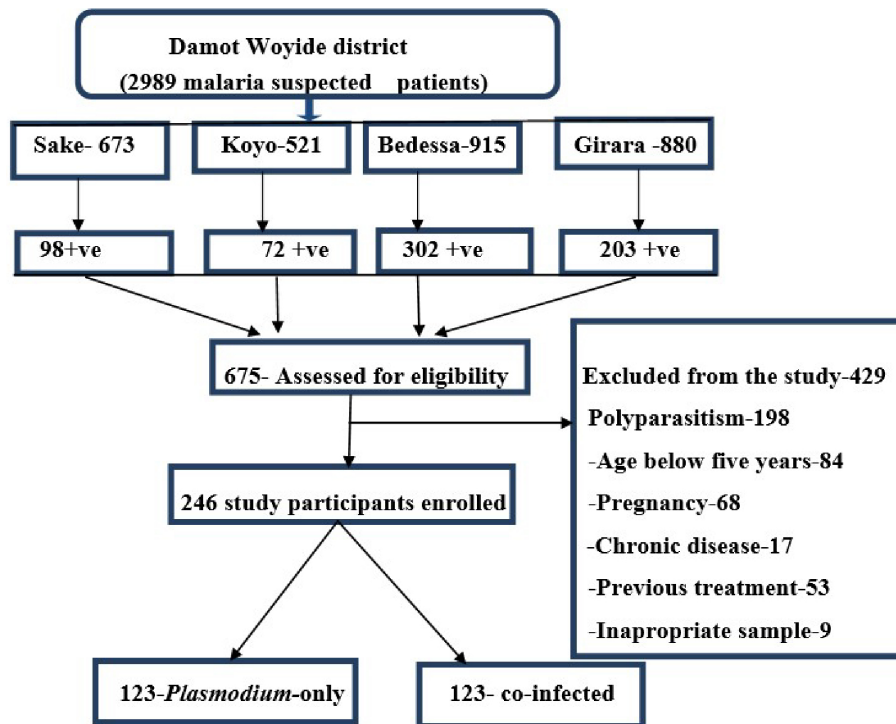 Damot Woyide district
(2989 malaria suspected patients)
Sake- 673
Koyo-521
Bedessa-915
Girara -880
98+ve
72 +ve
302 +ve
203 +ve
675- Assessed for eligibility
Excluded from the study-429
Polyparasitism-198
-Age below five years-84
-Pregnancy-68
-Chronic disease-17
-Previous treatment-53
-Inapropriate sample-9
246 study participants enrolled
123-Plasmodium-only
123- co-infected